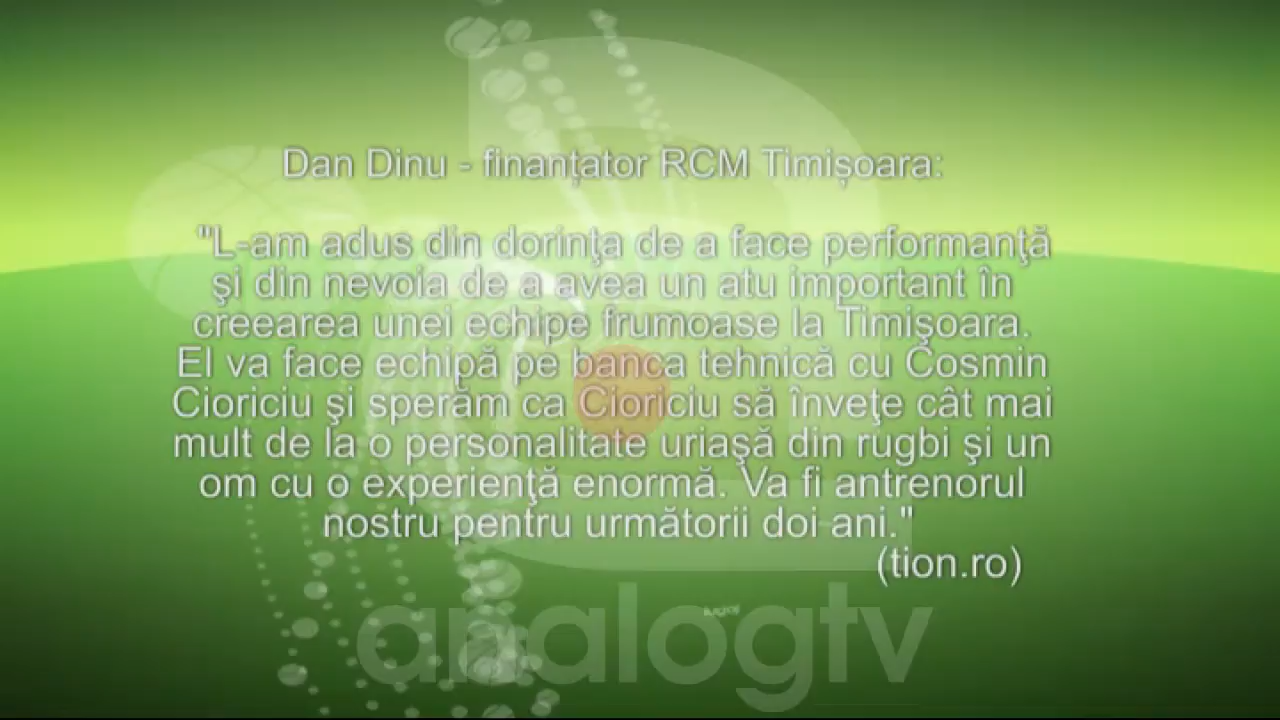 Dan Dinu - finanțator RCM Timișoara:
"L-am adus din dorinţa de a face performanţă
şi din nevoia de a avea un atu important în
creearea unei echipe frumoase la Timişoara.
El va face echipă pe banca tehnică cu Cosmin
Cioriciu şi sperăm ca Cioriciu să înveţe cât mai
mult de la o personalitate uriaşă din rugbi şi un
om cu o experienţă enormă. Va fi antrenorul
nostru pentru următorii doi ani."
(tion.ro)
analogtv